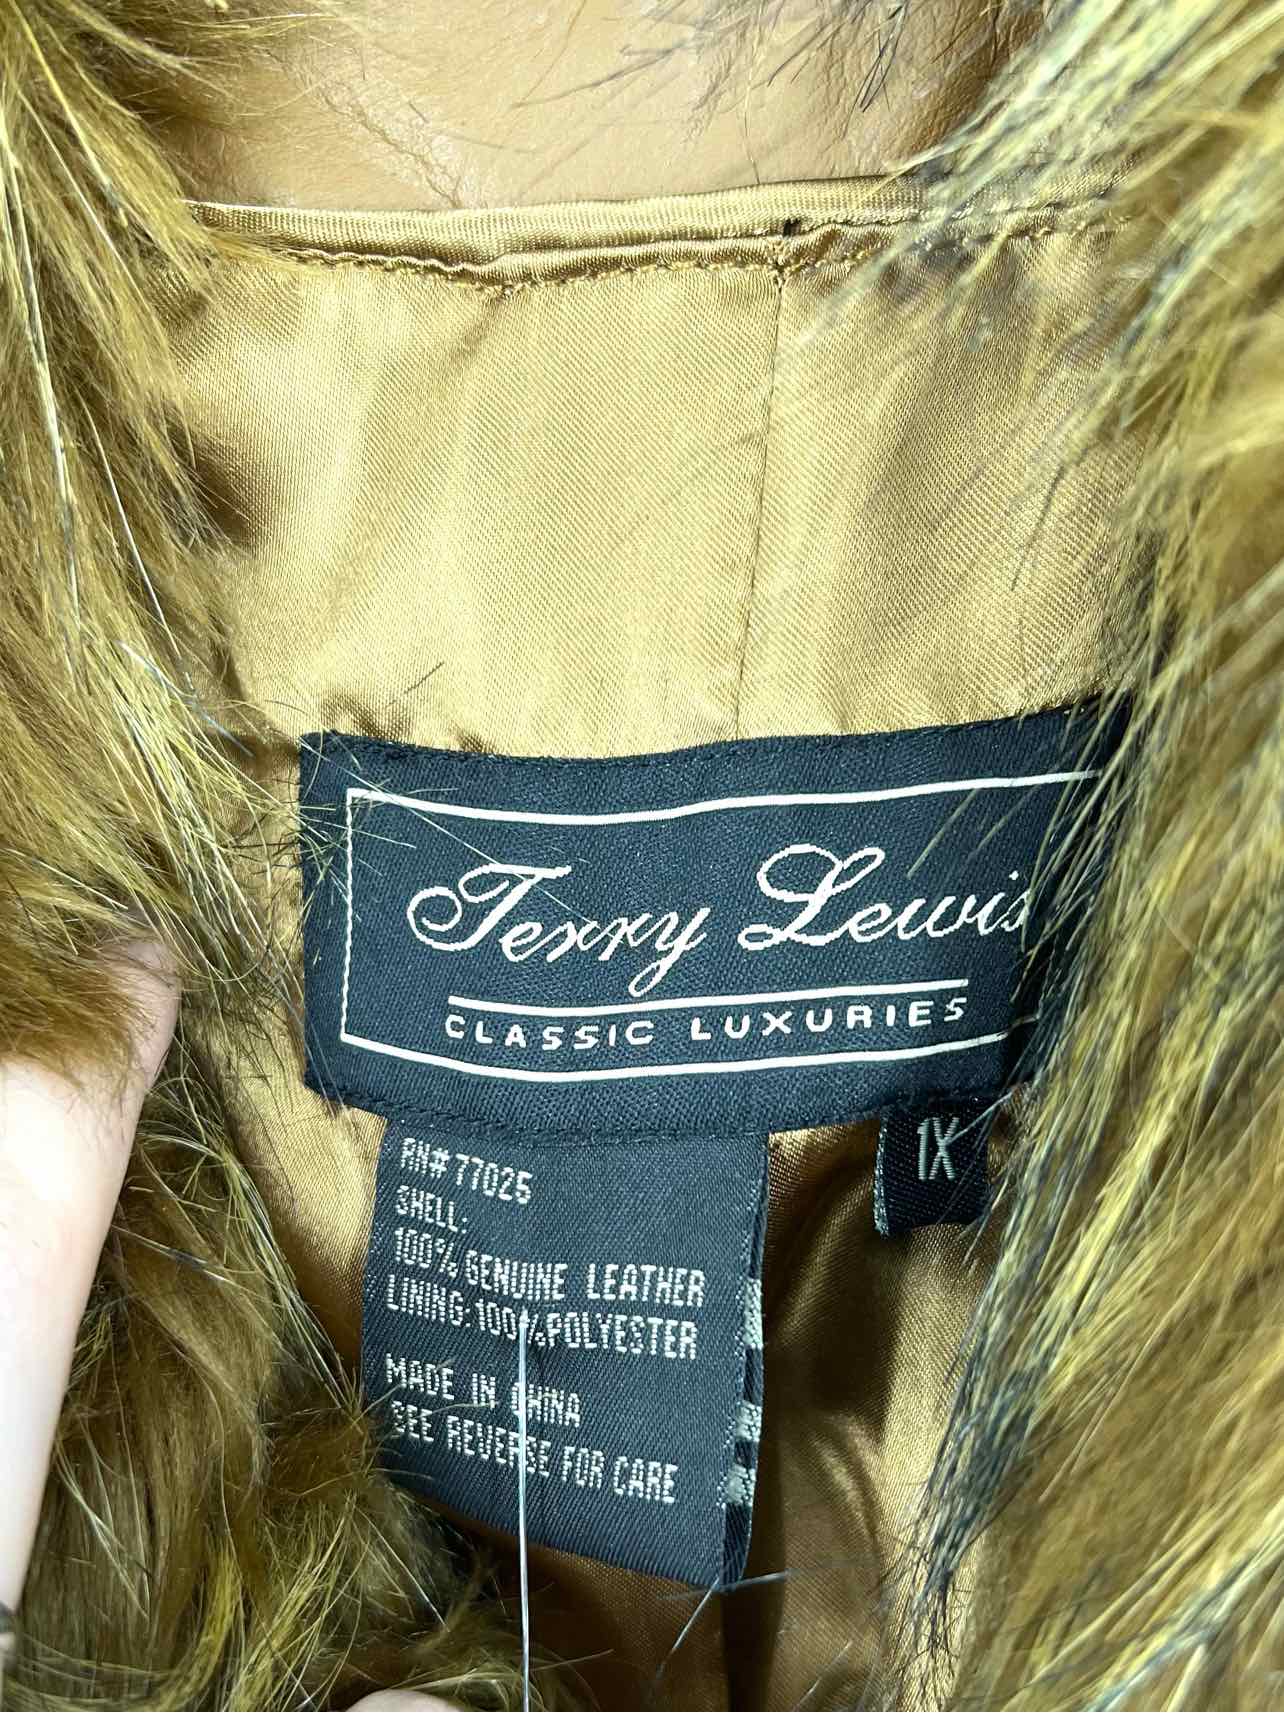 Terry Lewis
CLASSIC LUXURIES
1X
RN# 77025
SHELL:
100% GENUINE LEATHER
LINING: 100% POLYESTER
MADE IN CHINA
SEE REVERSE FOR CARE